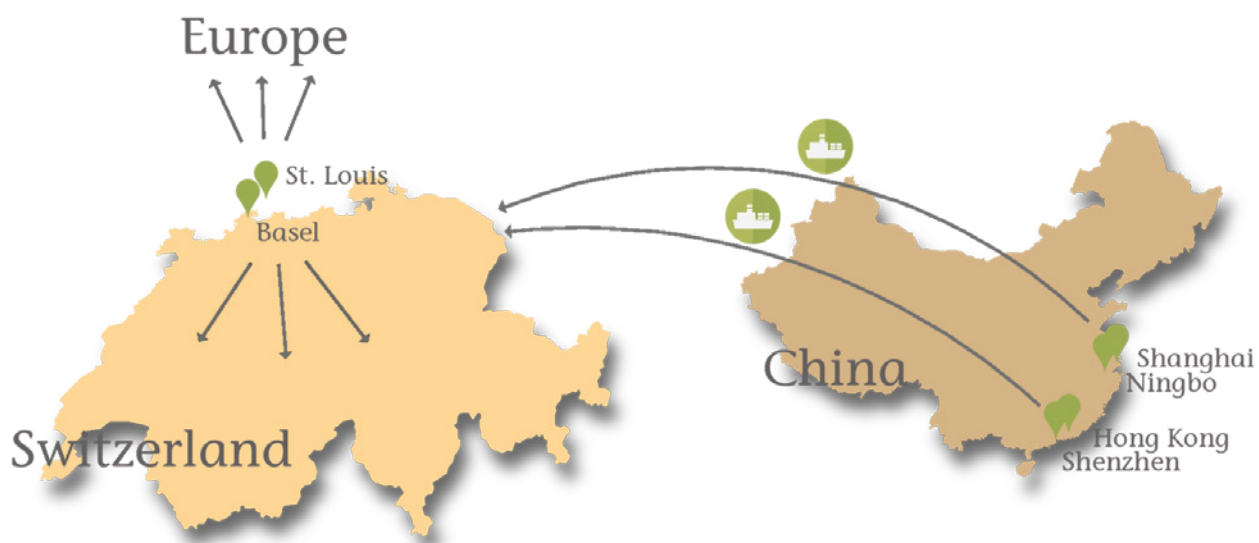 Europe
St. Louis
Basel
Switzerland
China
Shanghai
Ningbo
Hong Kong
Shenzhen